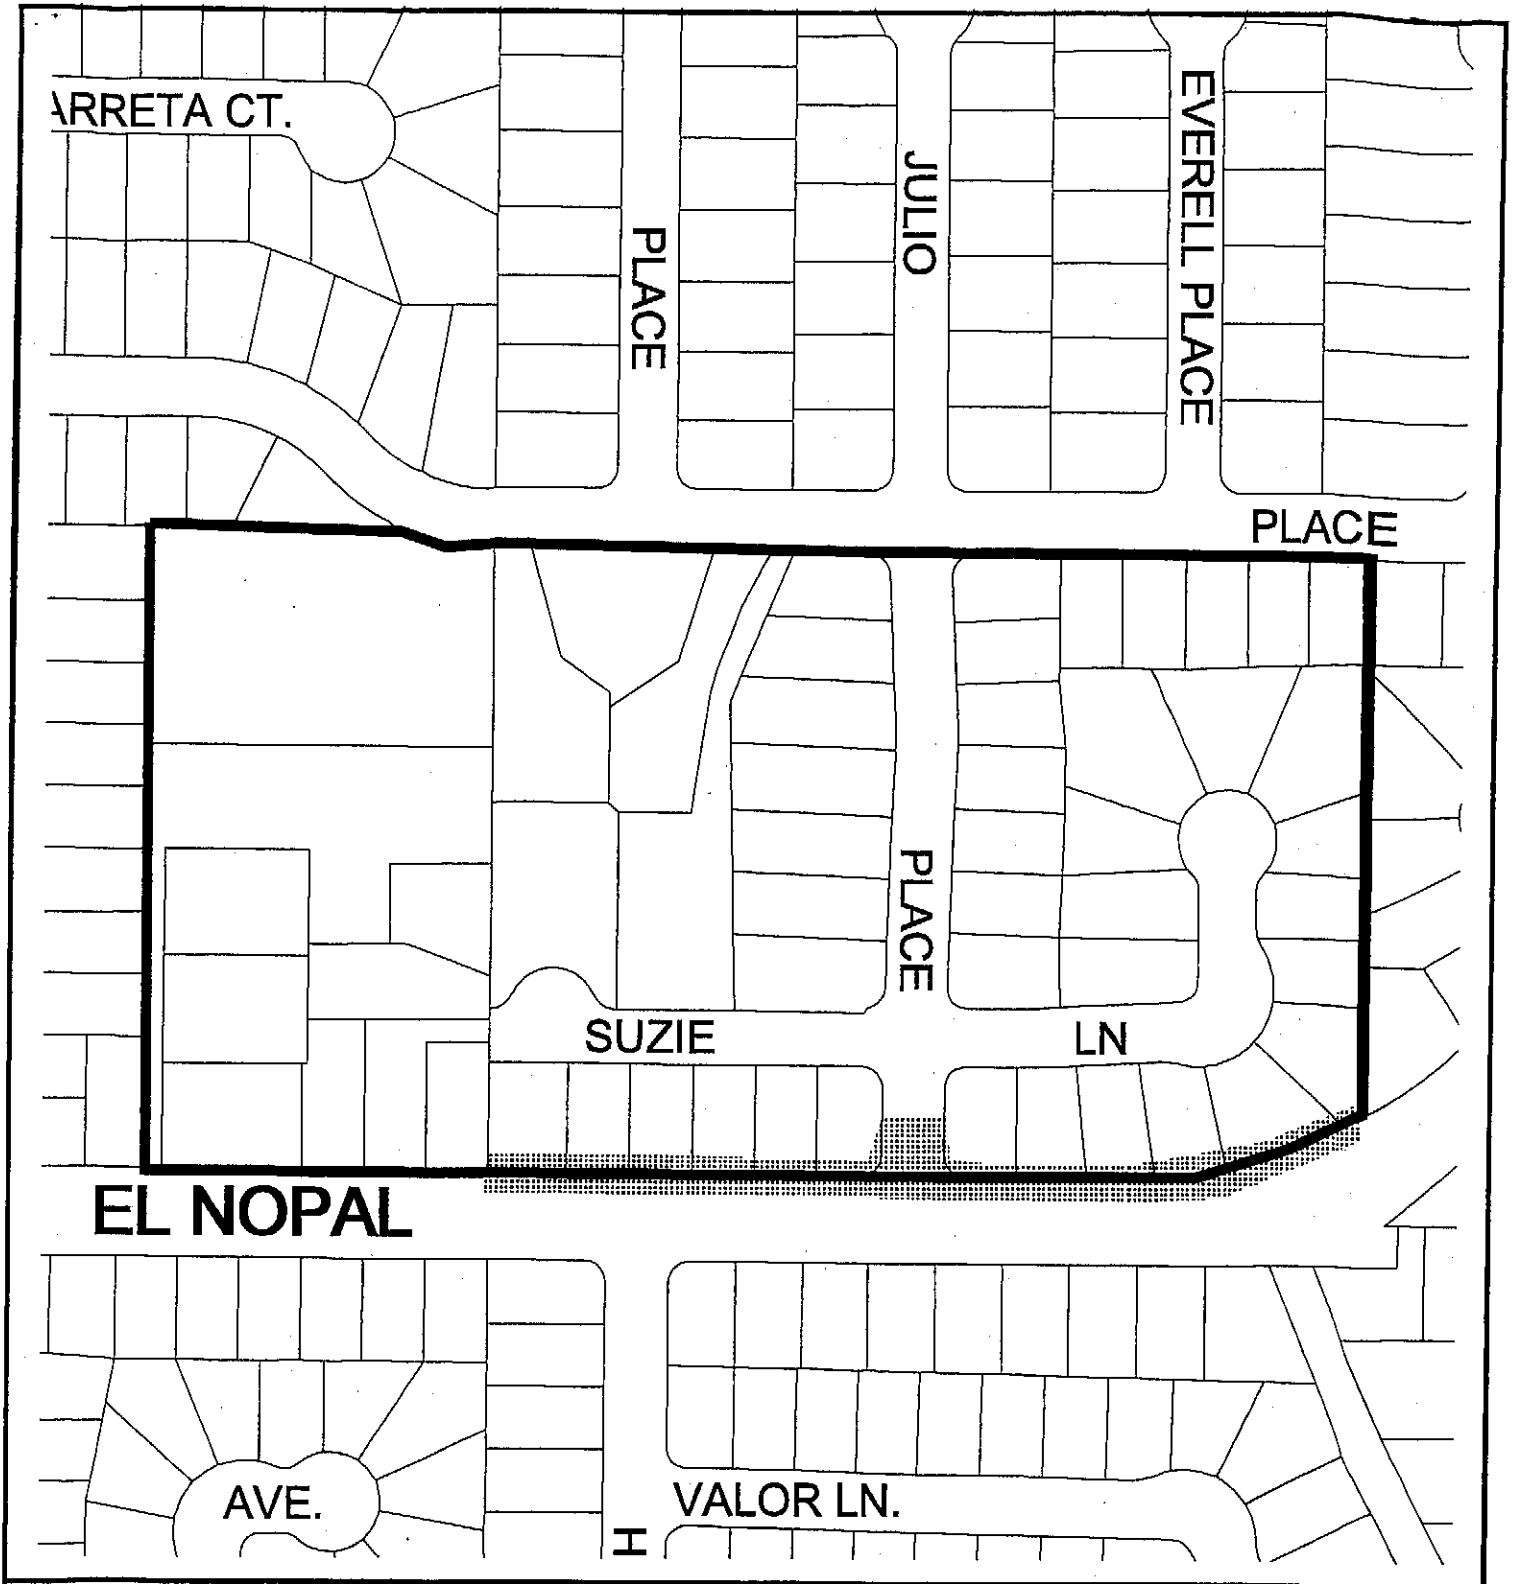 ARRETA CT.
PLACE
JULIO
EVERELL PLACE
PLACE
PLACE
SUZIE
LN
EL NOPAL
AVE.
VALOR LN.
H